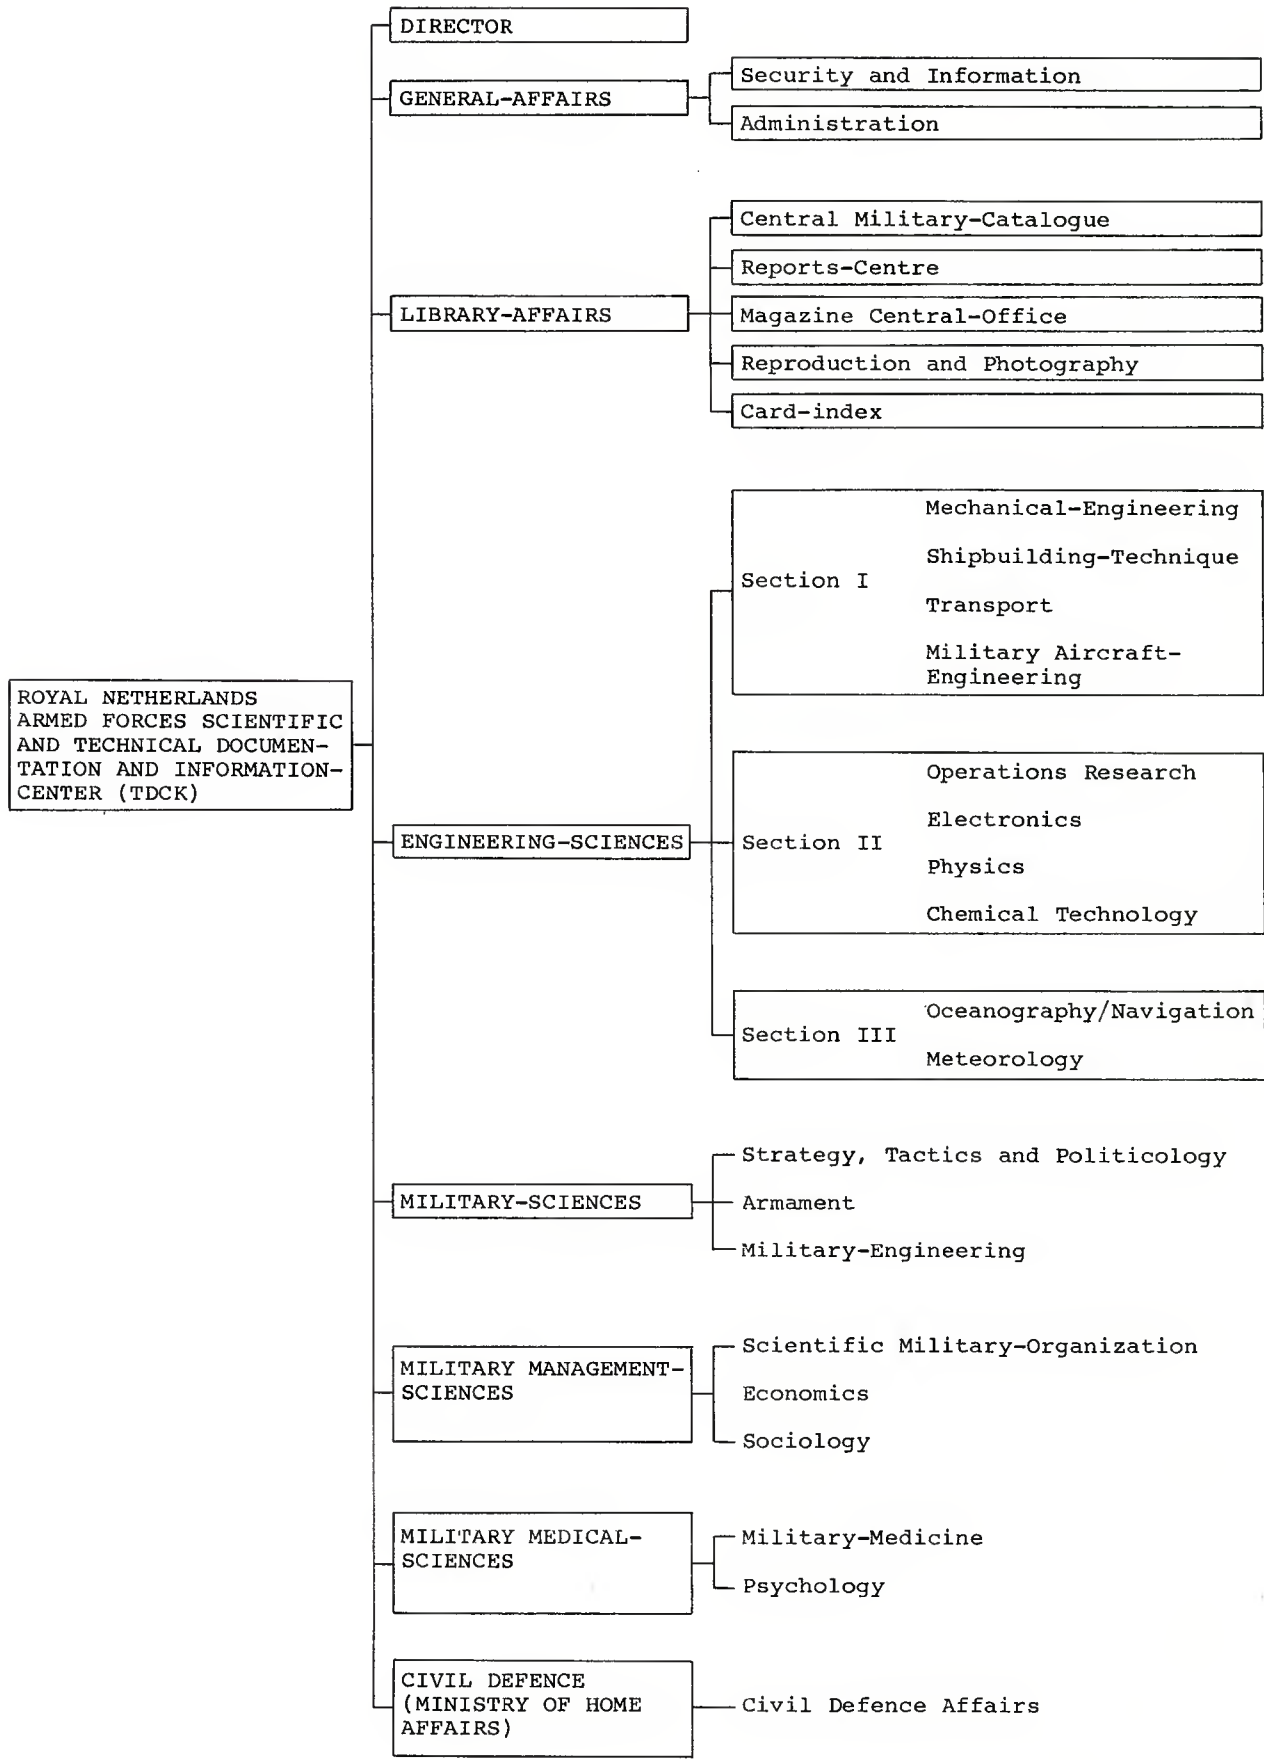 DIRECTOR
GENERAL-AFFAIRS
Security and Information
Administration
LIBRARY-AFFAIRS
Central Military-Catalogue
Reports-Centre
Magazine Central-Office
Reproduction and Photography
Card-index
ROYAL NETHERLANDS
ARMED FORCES SCIENTIFIC
AND TECHNICAL DOCUMEN-
TATION AND INFORMATION-
CENTER (TDCK)
ENGINEERING-SCIENCES
Section I
Mechanical-Engineering
Shipbuilding-Technique
Transport
Military Aircraft-
Engineering
Section II
Operations Research
Electronics
Physics
Chemical Technology
Section III
Oceanography/Navigation
Meteorology
MILITARY-SCIENCES
Strategy, Tactics and Politicology
Armament
Military-Engineering
MILITARY MANAGEMENT-
SCIENCES
Scientific Military-Organization
Economics
Sociology
MILITARY MEDICAL-
SCIENCES
Military-Medicine
Psychology
CIVIL DEFENCE
(MINISTRY OF HOME
AFFAIRS)
Civil Defence Affairs